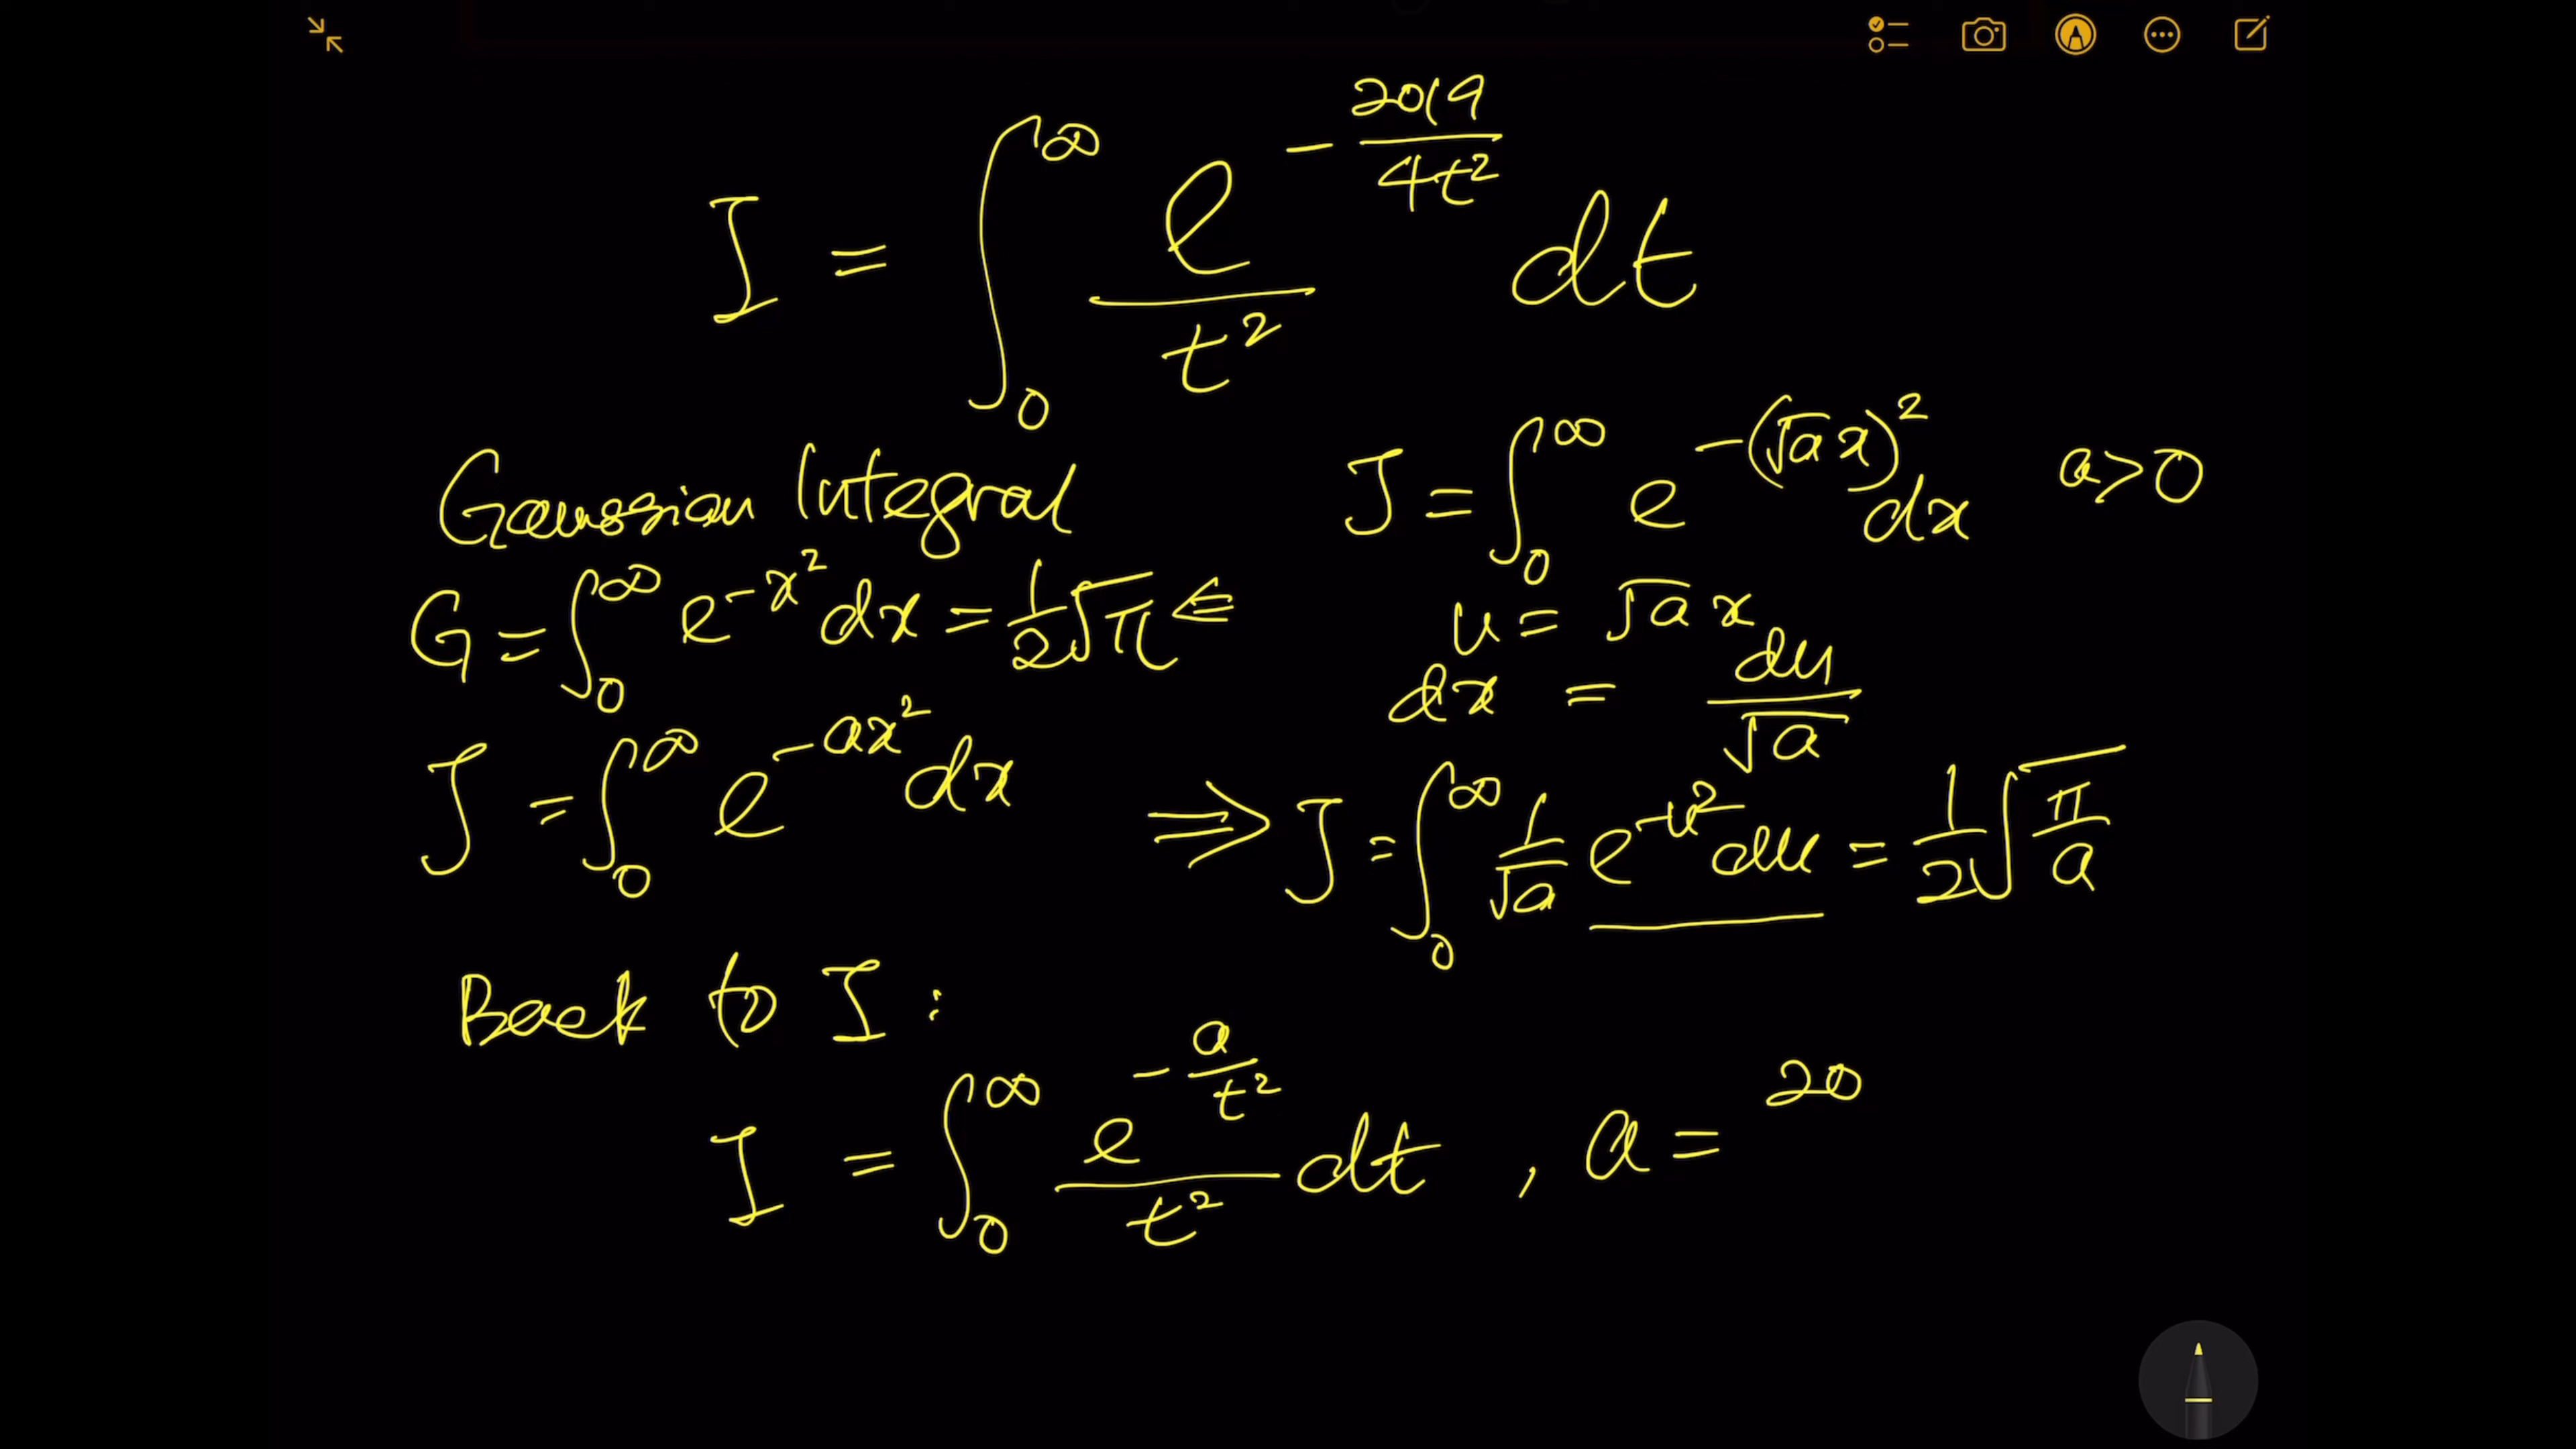 I = ∫₀^∞ e^(-2019/4t²)/t² dt
Gaussian Integral
G = ∫₀^∞ e^(-x²) dx = 1/2 √π ⇐
J = ∫₀^∞ e^(-ax²) dx
J = ∫₀^∞ e^(-(√a x)²) dx a>0
u = √a x
dx = du/√a
⇒ J = ∫₀^∞ 1/√a e^(-u²) du = 1/2 √(π/a)
Back to I :
I = ∫₀^∞ e^(-a/t²)/t² dt , a = 20